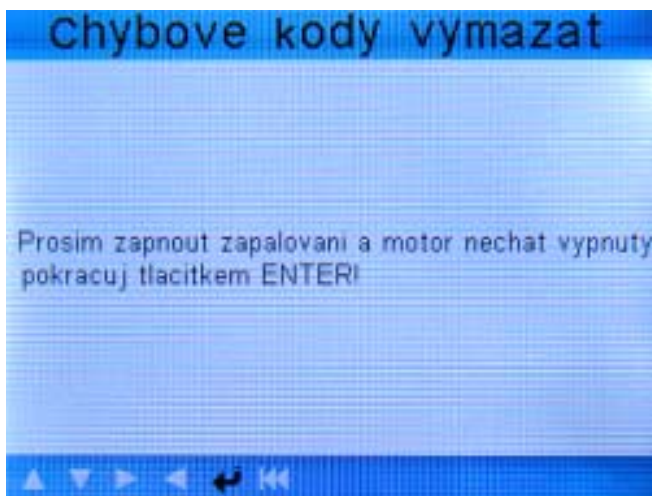 Chybove kody vymazat
Prosim zapnout zapalovani a motor nechat vypnuty
pokracuj tlacitkem ENTER!